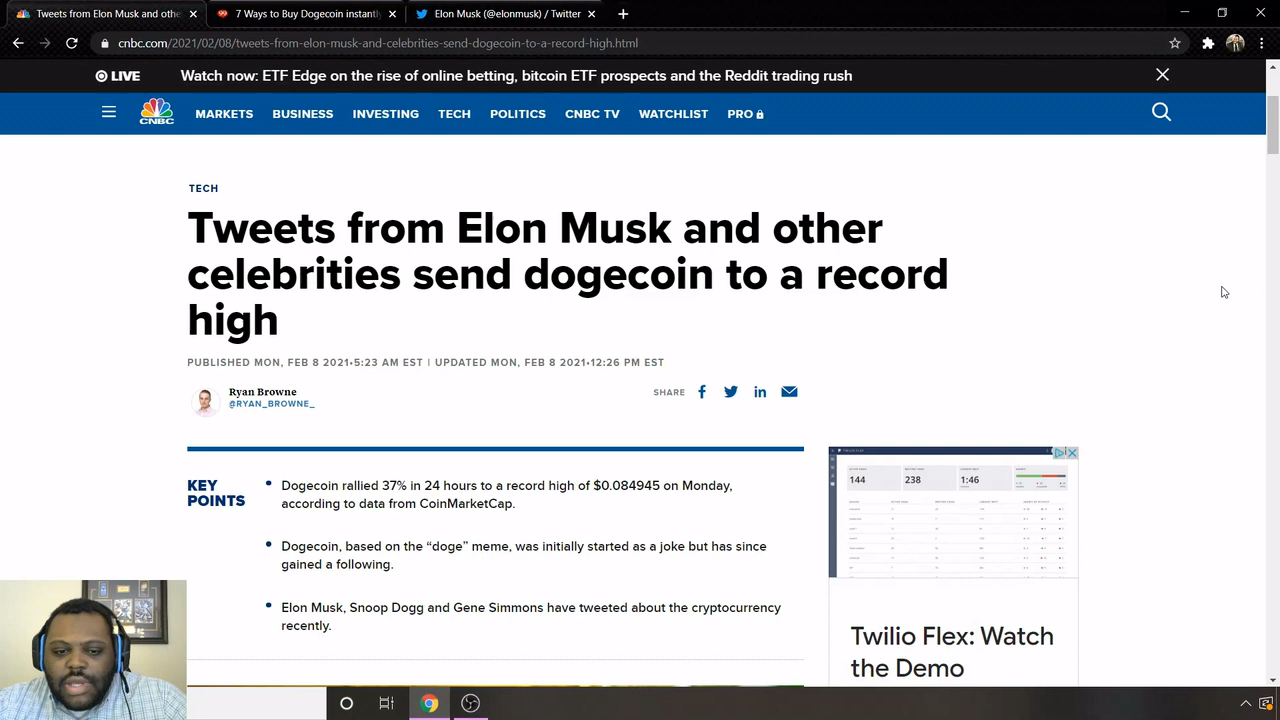 Tweets from Elon Musk and othe
7 Ways to Buy Dogecoin instantl
Elon Musk (@elonmusk) / Twitter
cnbc.com/2021/02/08/tweets-from-elon-musk-and-celebrities-send-dogecoin-to-a-record-high.html
LIVE
Watch now: ETF Edge on the rise of online betting, bitcoin ETF prospects and the Reddit trading rush
CNBC
MARKETS
BUSINESS
INVESTING
TECH
POLITICS
CNBC TV
WATCHLIST
PRO
TECH
Tweets from Elon Musk and other
celebrities send dogecoin to a record
high
PUBLISHED MON, FEB 8 2021•5:23 AM EST | UPDATED MON, FEB 8 2021•12:26 PM EST
Ryan Browne
@RYAN_BROWNE_
SHARE
KEY
POINTS
Dogecoin rallied 37% in 24 hours to a record high of $0.084945 on Monday,
according to data from CoinMarketCap.
Dogecoin, based on the “doge” meme, was initially started as a joke but has since
gained a following.
Elon Musk, Snoop Dogg and Gene Simmons have tweeted about the cryptocurrency
recently.
144
238
1:46
Twilio Flex: Watch
the Demo